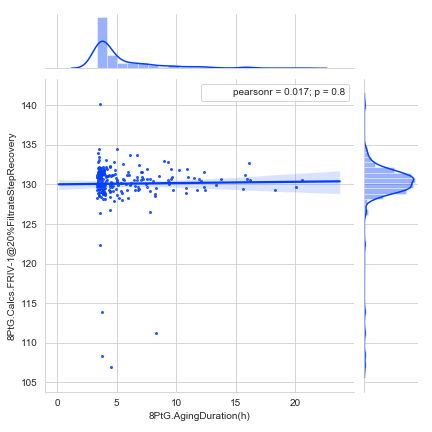 pearsonr = 0.017; p = 0.8
140
135
130
125
120
115
110
105
8PtG.Calcs.FRIV-1@20%FiltrateStepRecovery
0 5 10 15 20
8PtG.AgingDuration(h)